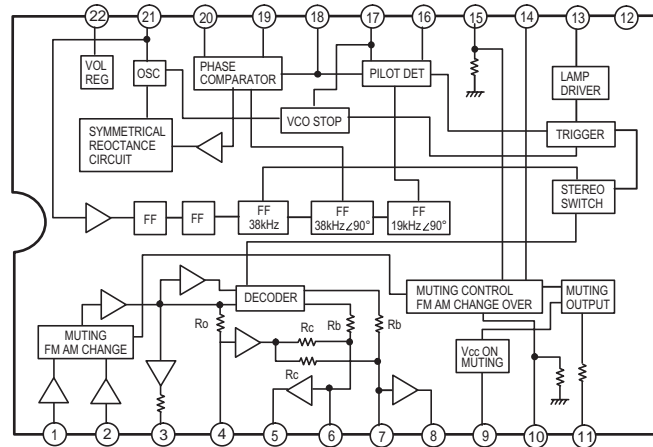 22 21 20 19 18 17 16 15 14 13 12
VOL
REG
OSC
PHASE
COMPARATOR
PILOT DET
LAMP
DRIVER
SYMMETRICAL
REOCTANCE
CIRCUIT
VCO STOP
TRIGGER
STEREO
SWITCH
FF
FF
FF
38kHz
FF
38kHz∠90°
FF
19kHz∠90°
DECODER
MUTING CONTROL
FM AM CHANGE OVER
MUTING
OUTPUT
MUTING
FM AM CHANGE
Ro
Rc
Rb
Rb
Rc
Vcc ON
MUTING
1 2 3 4 5 6 7 8 9 10 11